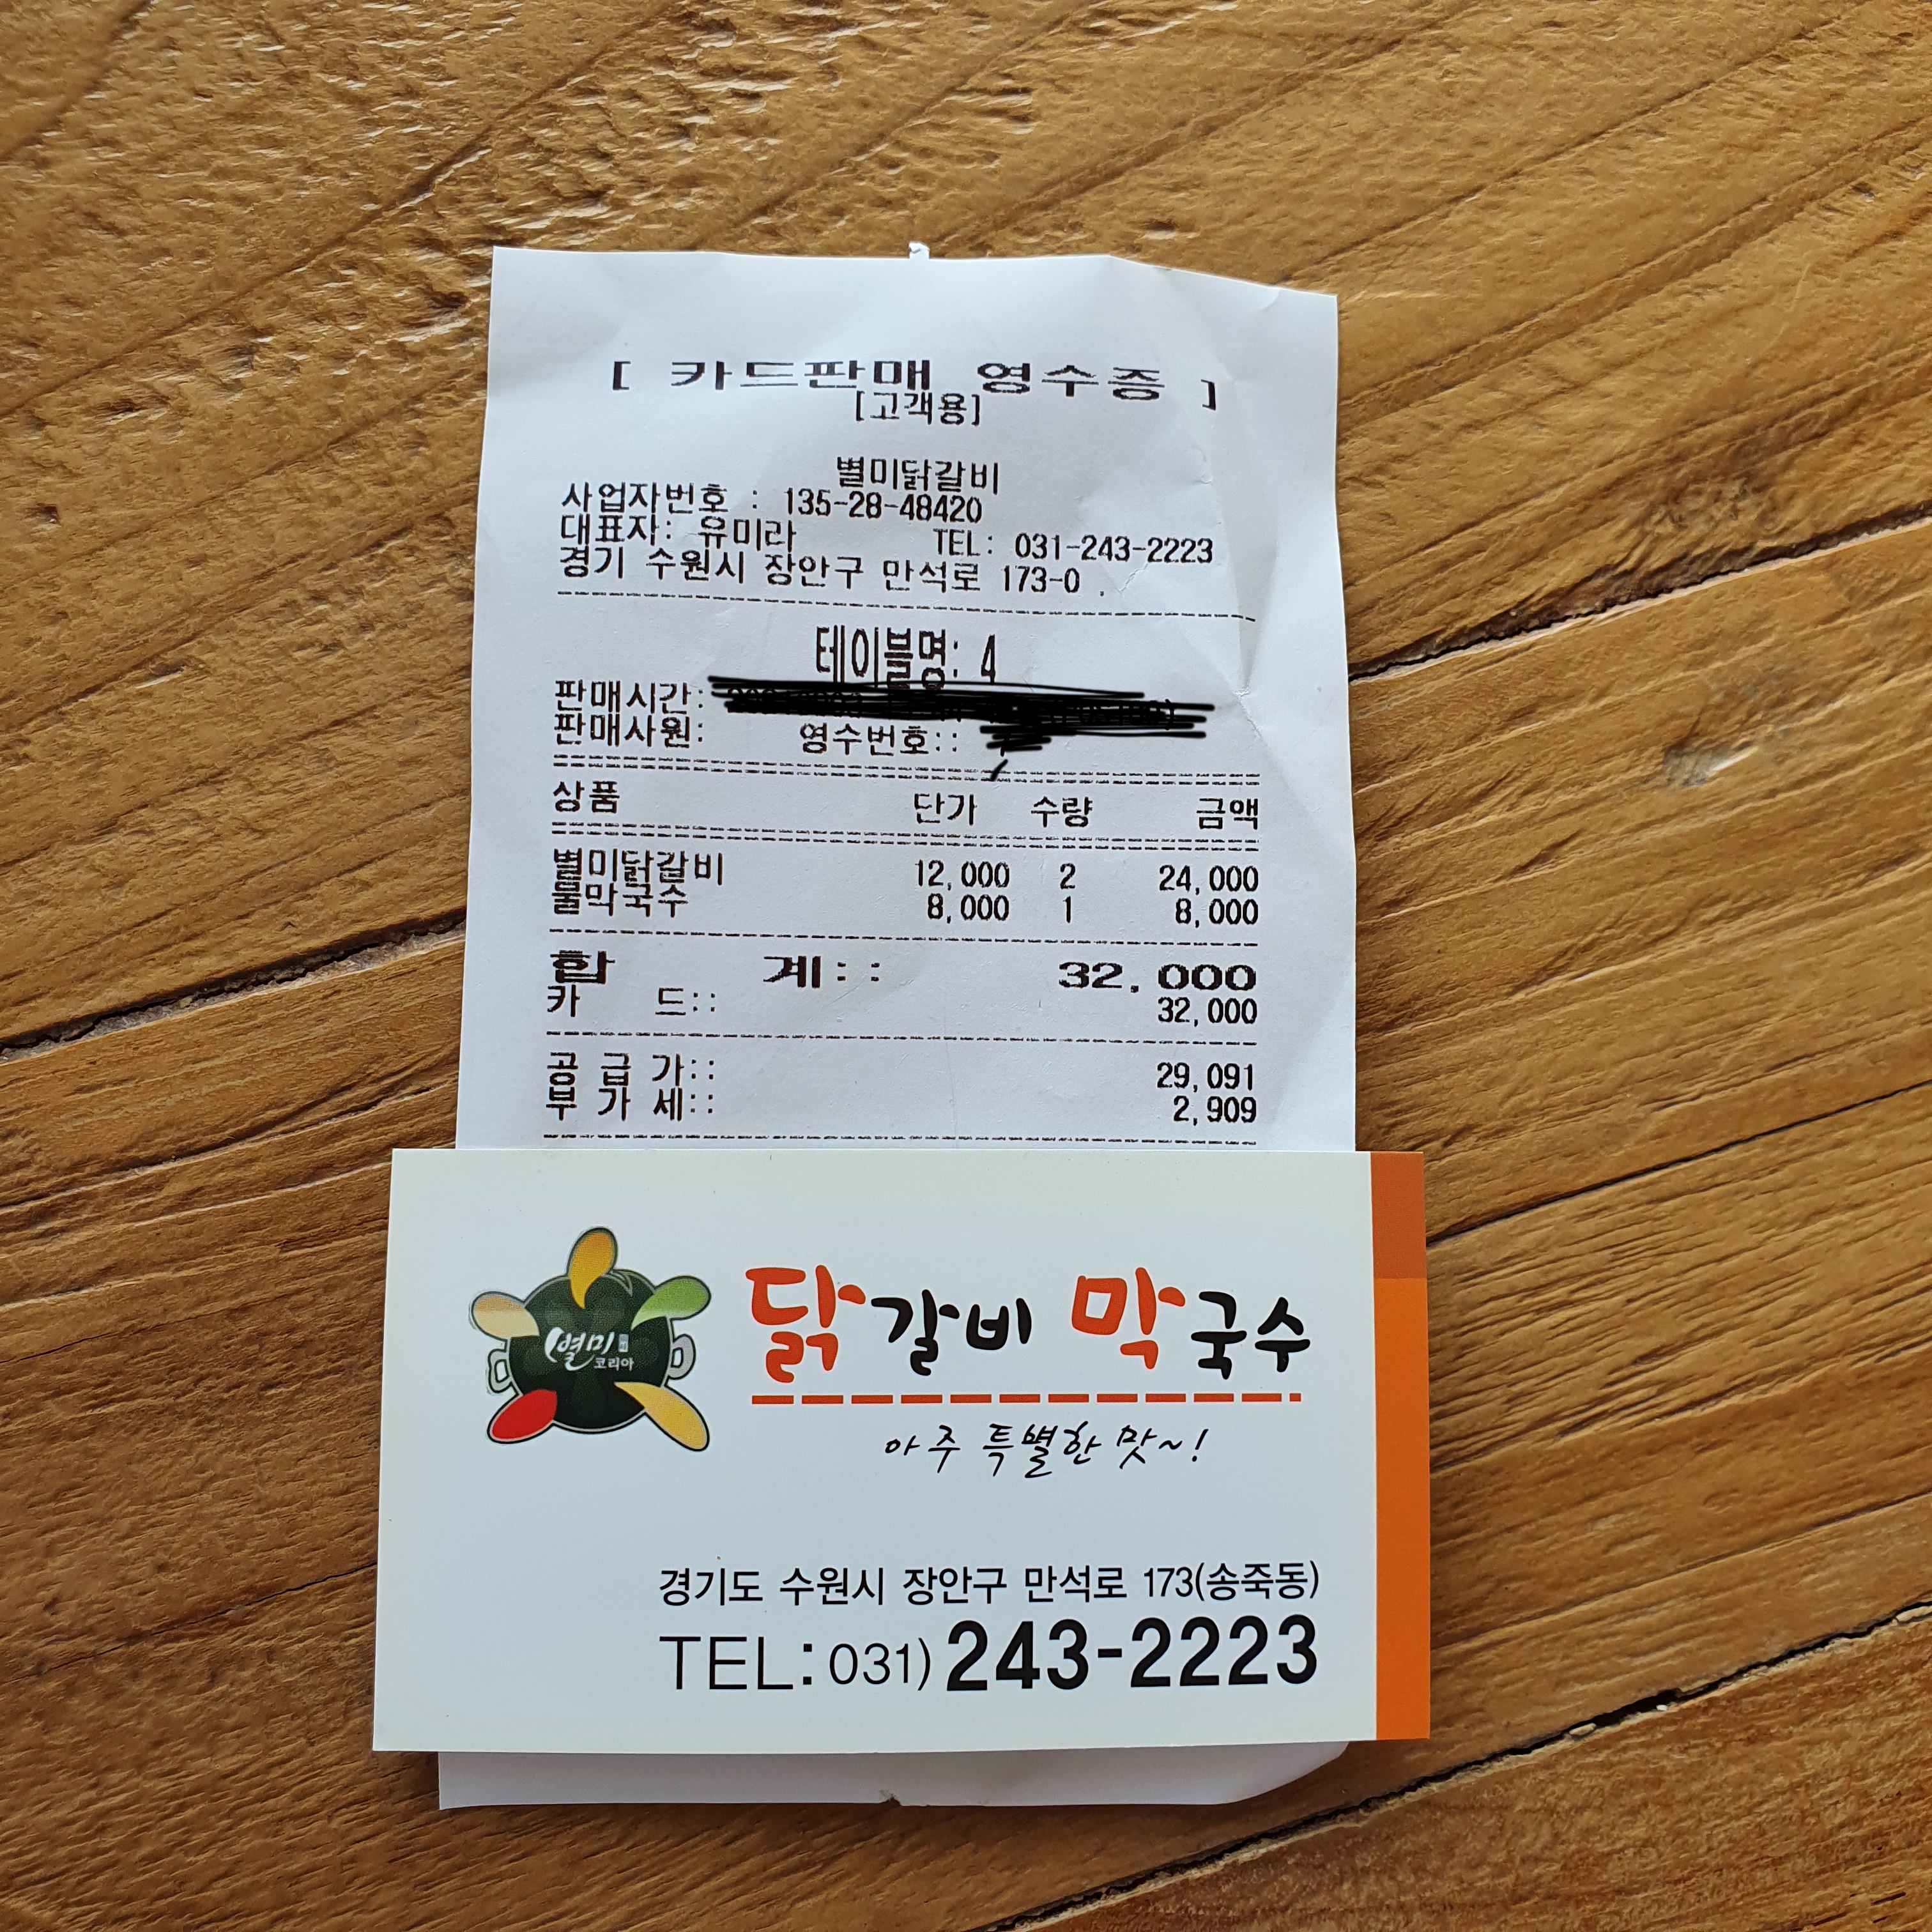 [ 카드판매 영수증 ]
[고객용]
별미닭갈비
사업자번호 : 135-28-48420
대표자: 유미라 TEL: 031-243-2223
경기 수원시 장안구 만석로 173-0 .
테이블명: 4
판매시간:
판매사원: 영수번호::
상품 단가 수량 금액
별미닭갈비 12,000 2 24,000
물막국수 8,000 1 8,000
합 계:: 32,000
카 드:: 32,000
공 급 가:: 29,091
부 가 세:: 2,909
별미
코리아
닭갈비 막국수
아주 특별한 맛~!
경기도 수원시 장안구 만석로 173(송죽동)
TEL:031)243-2223